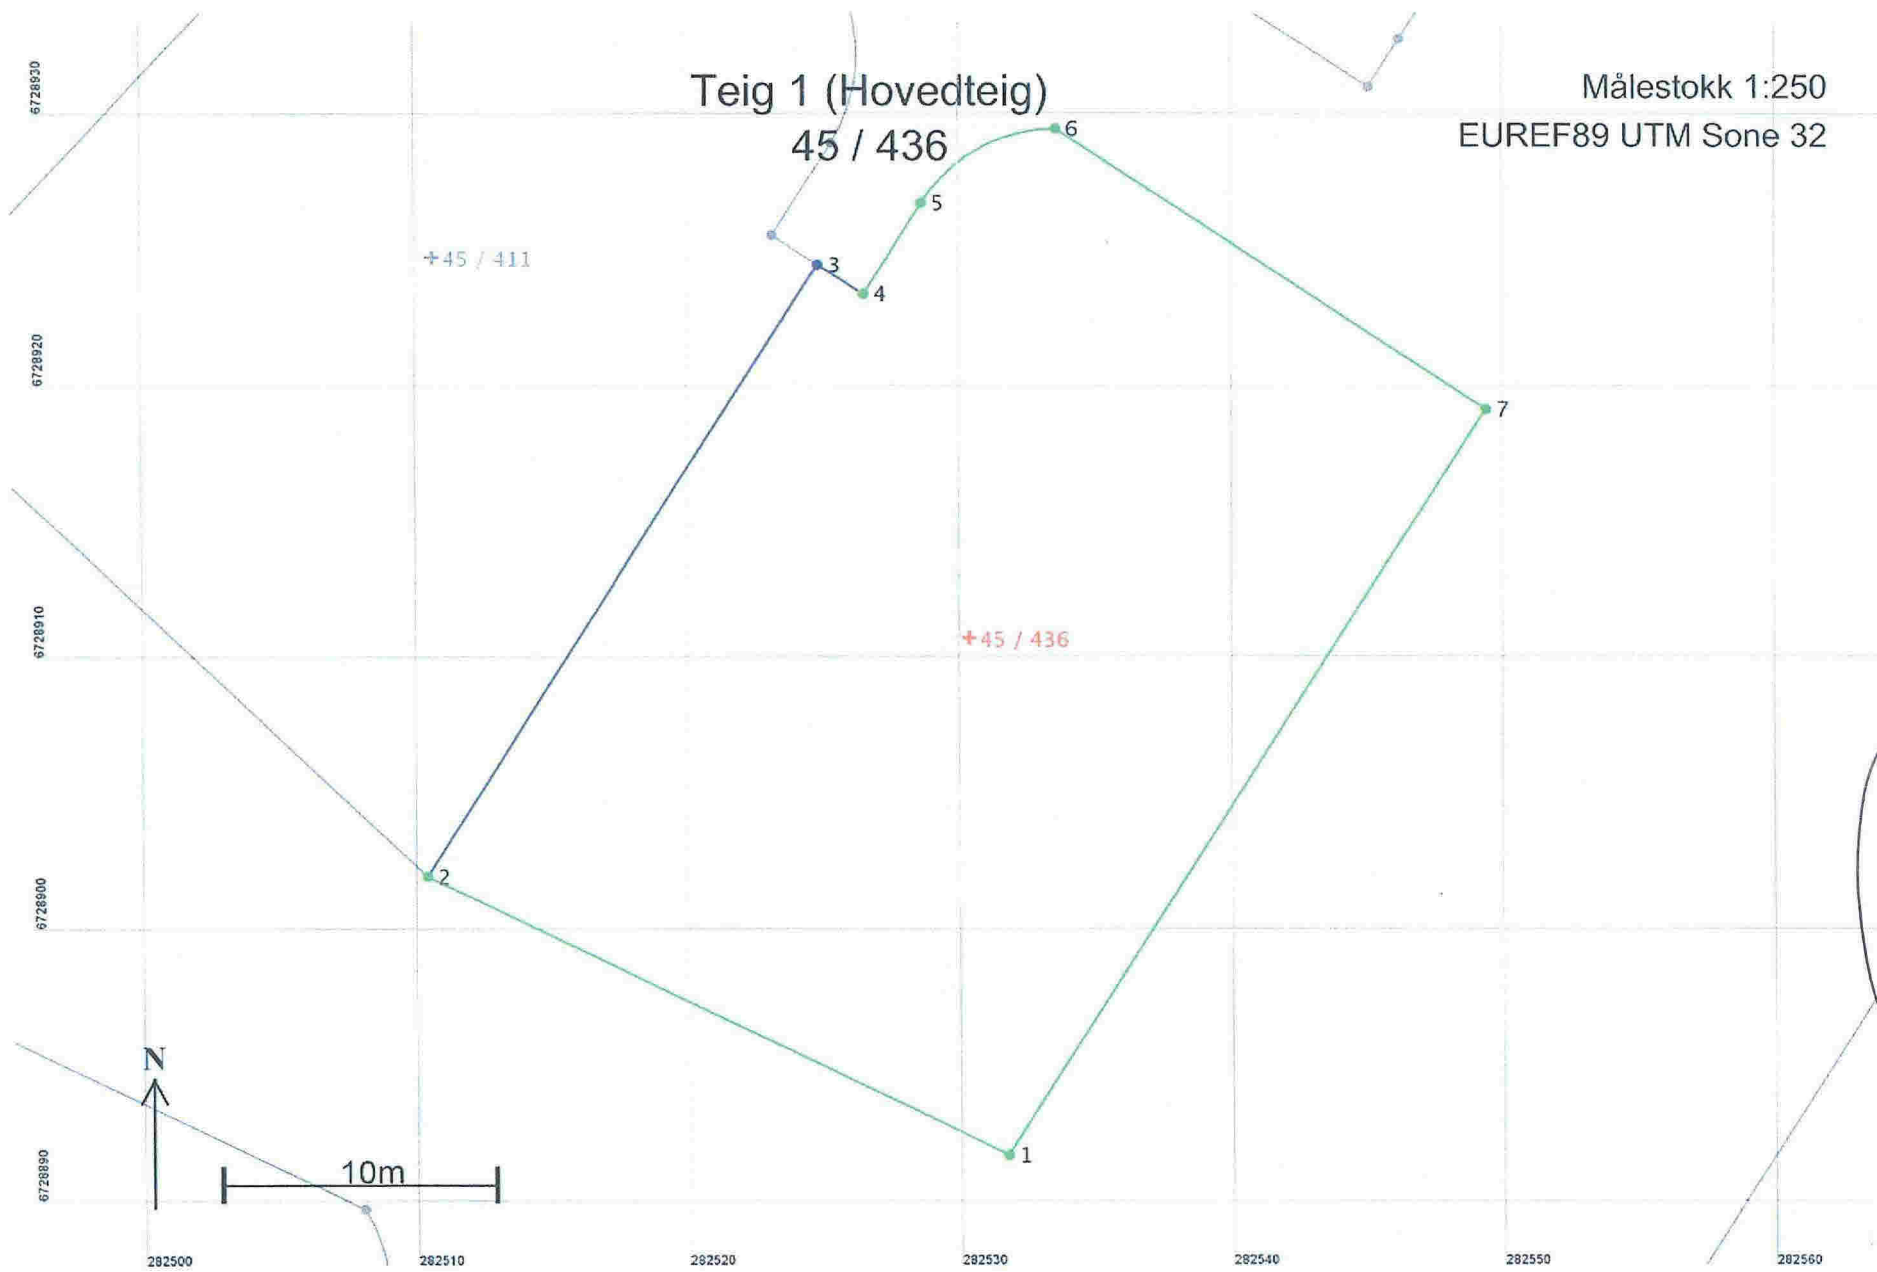 Teig 1 (Hovedteig)
45 / 436
Målestokk 1:250
EUREF89 UTM Sone 32
6728930
6728920
6728910
6728900
6728890
+45 / 411
+45 / 436
3
4
5
6
7
2
1
N
10m
282500
282510
282520
282530
282540
282550
282560